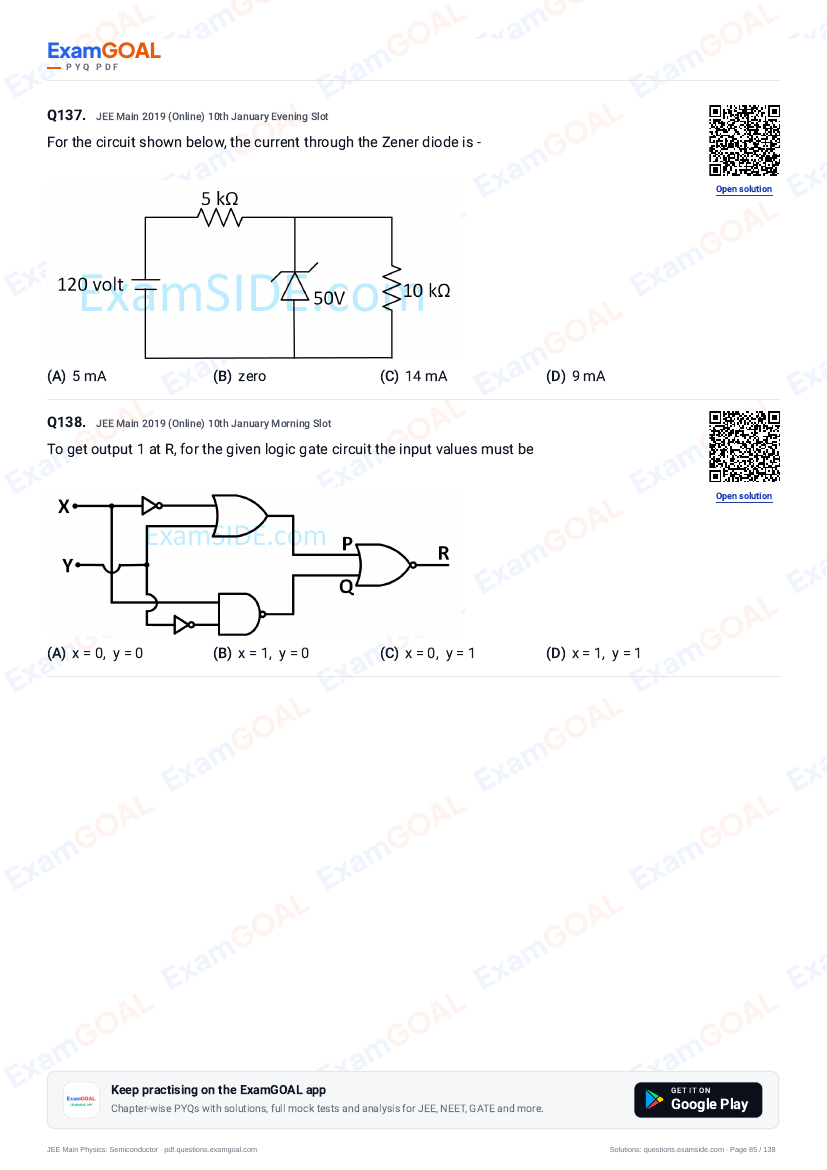 ExamGOAL
PYQ PDF
Q137. JEE Main 2019 (Online) 10th January Evening Slot
For the circuit shown below, the current through the Zener diode is -
Open solution
5 kΩ
120 volt
50V
10 kΩ
ExamSIDE.com
(A) 5 mA (B) zero (C) 14 mA (D) 9 mA
Q138. JEE Main 2019 (Online) 10th January Morning Slot
To get output 1 at R, for the given logic gate circuit the input values must be
Open solution
X
ExamSIDE.com
P
R
Y
Q
(A) x = 0, y = 0 (B) x = 1, y = 0 (C) x = 0, y = 1 (D) x = 1, y = 1
Keep practising on the ExamGOAL app
Chapter-wise PYQs with solutions, full mock tests and analysis for JEE, NEET, GATE and more.
ExamGOAL
GET IT ON
Google Play
JEE Main Physics: Semiconductor · pdf.questions.examgoal.com
Solutions: questions.examside.com · Page 85 / 138